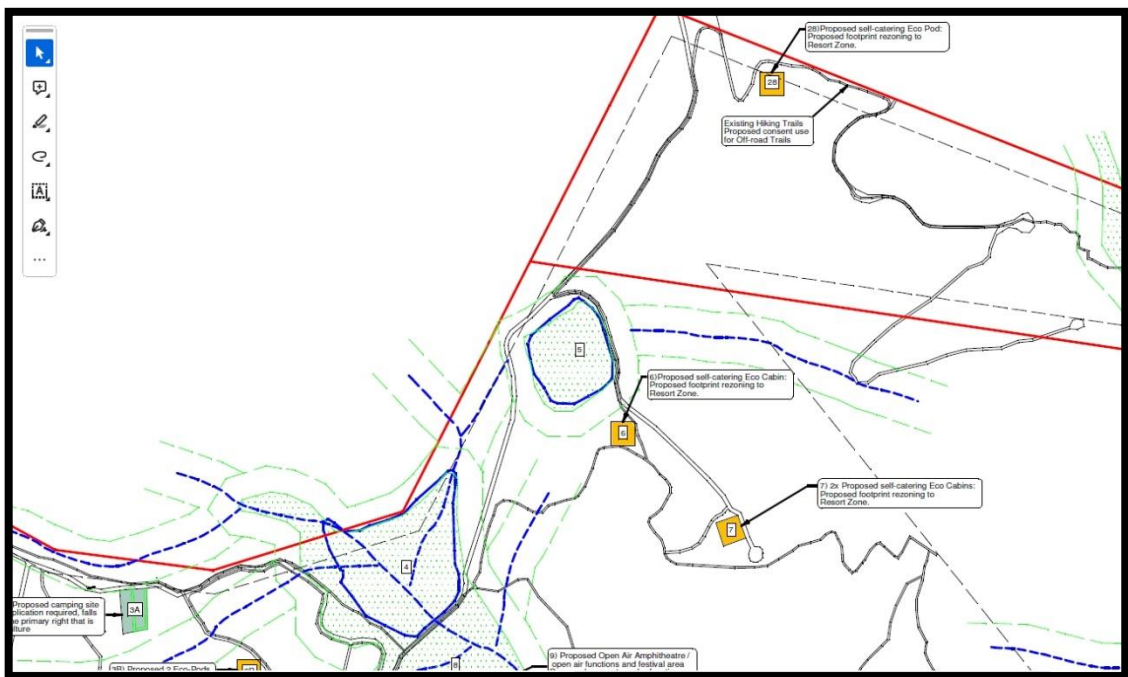 28)Proposed self-catering Eco Pod:
Proposed footprint rezoning to
Resort Zone.
28
Existing Hiking Trails
Proposed consent use
for Off-road Trails
5
6)Proposed self-catering Eco Cabin:
Proposed footprint rezoning to
Resort Zone.
6
7) 2x Proposed self-catering Eco Cabins:
Proposed footprint rezoning to
Resort Zone.
7
4
3A
Proposed camping site
plication required, falls
e primary right that is
lture
3B) Proposed 2 Eco-Pods
8
9) Proposed Open Air Amphitheatre /
open air functions and festival area
A